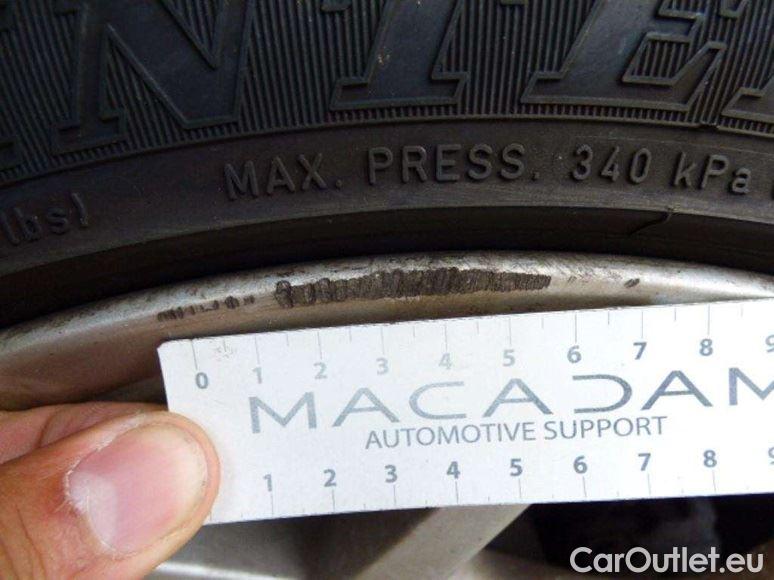 lbs)
MAX. PRESS. 340 kPa
0 1 2 3 4 5 6 7 8 9
MACADAM
AUTOMOTIVE SUPPORT
1 2 3 4 5 6 7 8 9
CarOutlet.eu